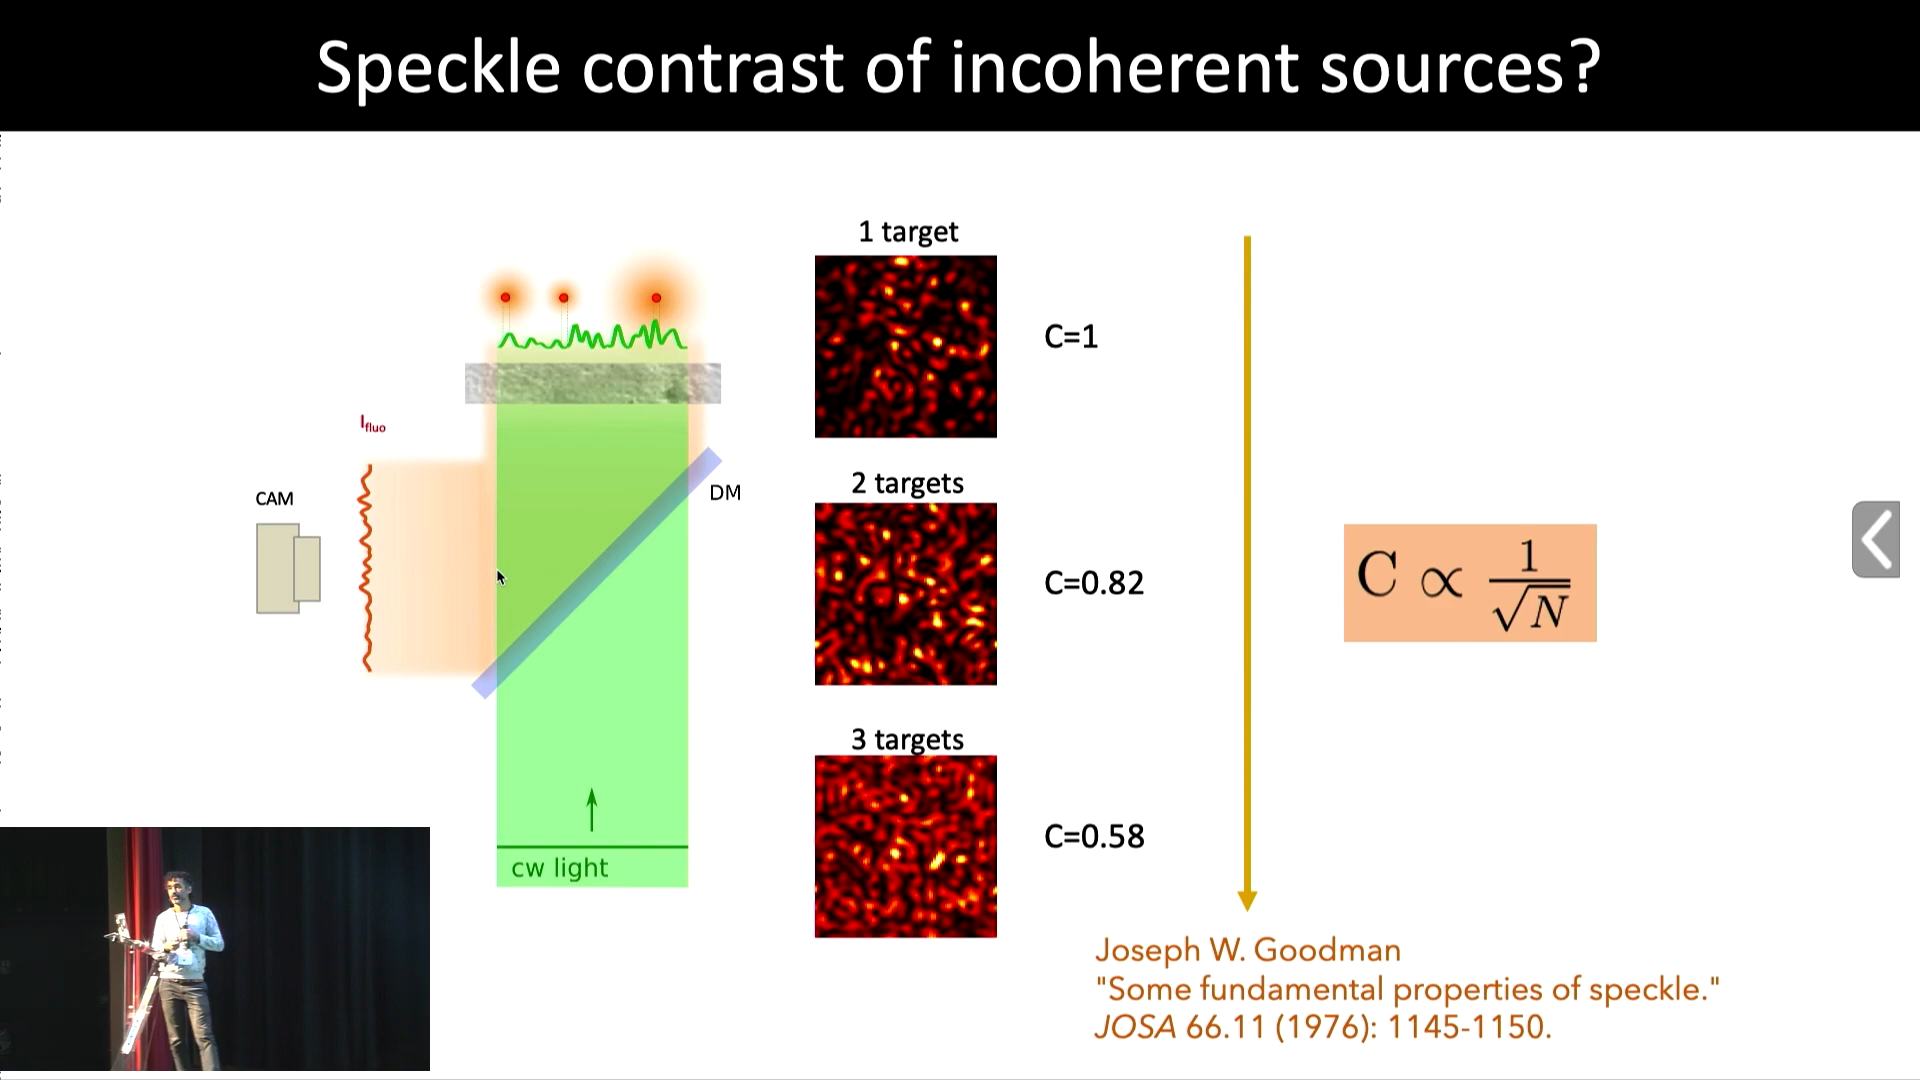 Speckle contrast of incoherent sources?
1 target
C=1
I fluo
2 targets
CAM
DM
C=0.82
C ∝ 1/√N
3 targets
C=0.58
cw light
Joseph W. Goodman
"Some fundamental properties of speckle."
JOSA 66.11 (1976): 1145-1150.